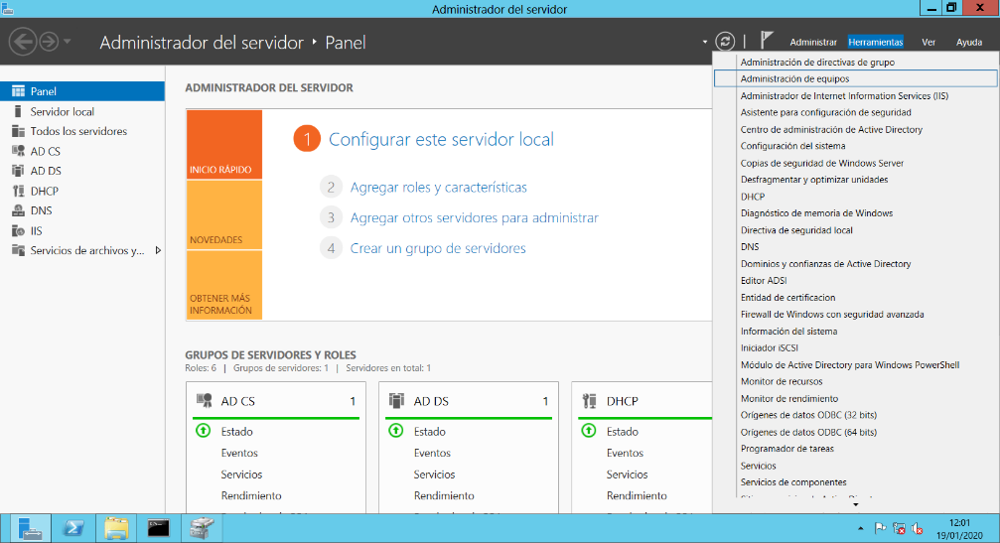 Administrador del servidor
Administrador del servidor ‣ Panel
Administrar Herramientas Ver Ayuda
Panel
Servidor local
Todos los servidores
AD CS
AD DS
DHCP
DNS
IIS
Servicios de archivos y...
ADMINISTRADOR DEL SERVIDOR
INICIO RÁPIDO
NOVEDADES
OBTENER MÁS
INFORMACIÓN
1 Configurar este servidor local
2 Agregar roles y características
3 Agregar otros servidores para administrar
4 Crear un grupo de servidores
GRUPOS DE SERVIDORES Y ROLES
Roles: 6 | Grupos de servidores: 1 | Servidores en total: 1
AD CS 1
Estado
Eventos
Servicios
Rendimiento
AD DS 1
Estado
Eventos
Servicios
Rendimiento
DHCP
Estado
Eventos
Servicios
Rendimiento
Administración de directivas de grupo
Administración de equipos
Administrador de Internet Information Services (IIS)
Asistente para configuración de seguridad
Centro de administración de Active Directory
Configuración del sistema
Copias de seguridad de Windows Server
Desfragmentar y optimizar unidades
DHCP
Diagnóstico de memoria de Windows
Directiva de seguridad local
DNS
Dominios y confianzas de Active Directory
Editor ADSI
Entidad de certificacion
Firewall de Windows con seguridad avanzada
Información del sistema
Iniciador iSCSI
Módulo de Active Directory para Windows PowerShell
Monitor de recursos
Monitor de rendimiento
Orígenes de datos ODBC (32 bits)
Orígenes de datos ODBC (64 bits)
Programador de tareas
Servicios
Servicios de componentes
12:01
19/01/2020